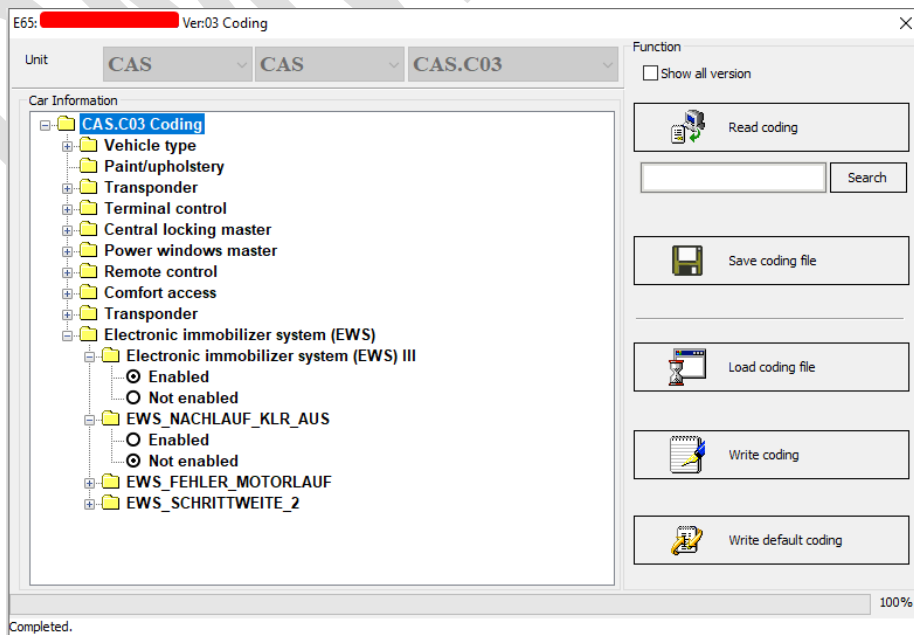 E65: Ver:03 Coding
Unit CAS CAS CAS.C03
Function
Show all version
Car Information
CAS.C03 Coding
Vehicle type
Paint/upholstery
Transponder
Terminal control
Central locking master
Power windows master
Remote control
Comfort access
Transponder
Electronic immobilizer system (EWS)
Electronic immobilizer system (EWS) III
Enabled
Not enabled
EWS_NACHLAUF_KLR_AUS
Enabled
Not enabled
EWS_FEHLER_MOTORLAUF
EWS_SCHRITTWEITE_2
Read coding
Search
Save coding file
Load coding file
Write coding
Write default coding
100%
Completed.